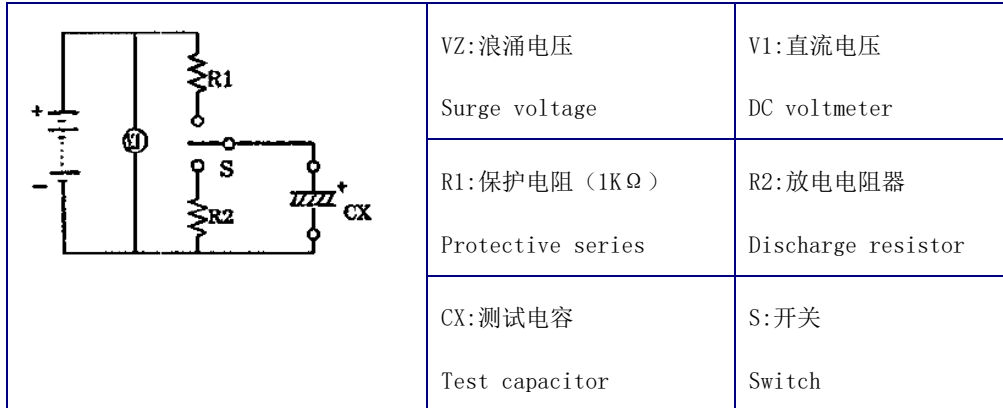 R1
+
−
S
R2
+
CX
VZ:浪涌电压
Surge voltage
V1:直流电压
DC voltmeter
R1:保护电阻（1KΩ）
Protective series
R2:放电电阻器
Discharge resistor
CX:测试电容
Test capacitor
S:开关
Switch